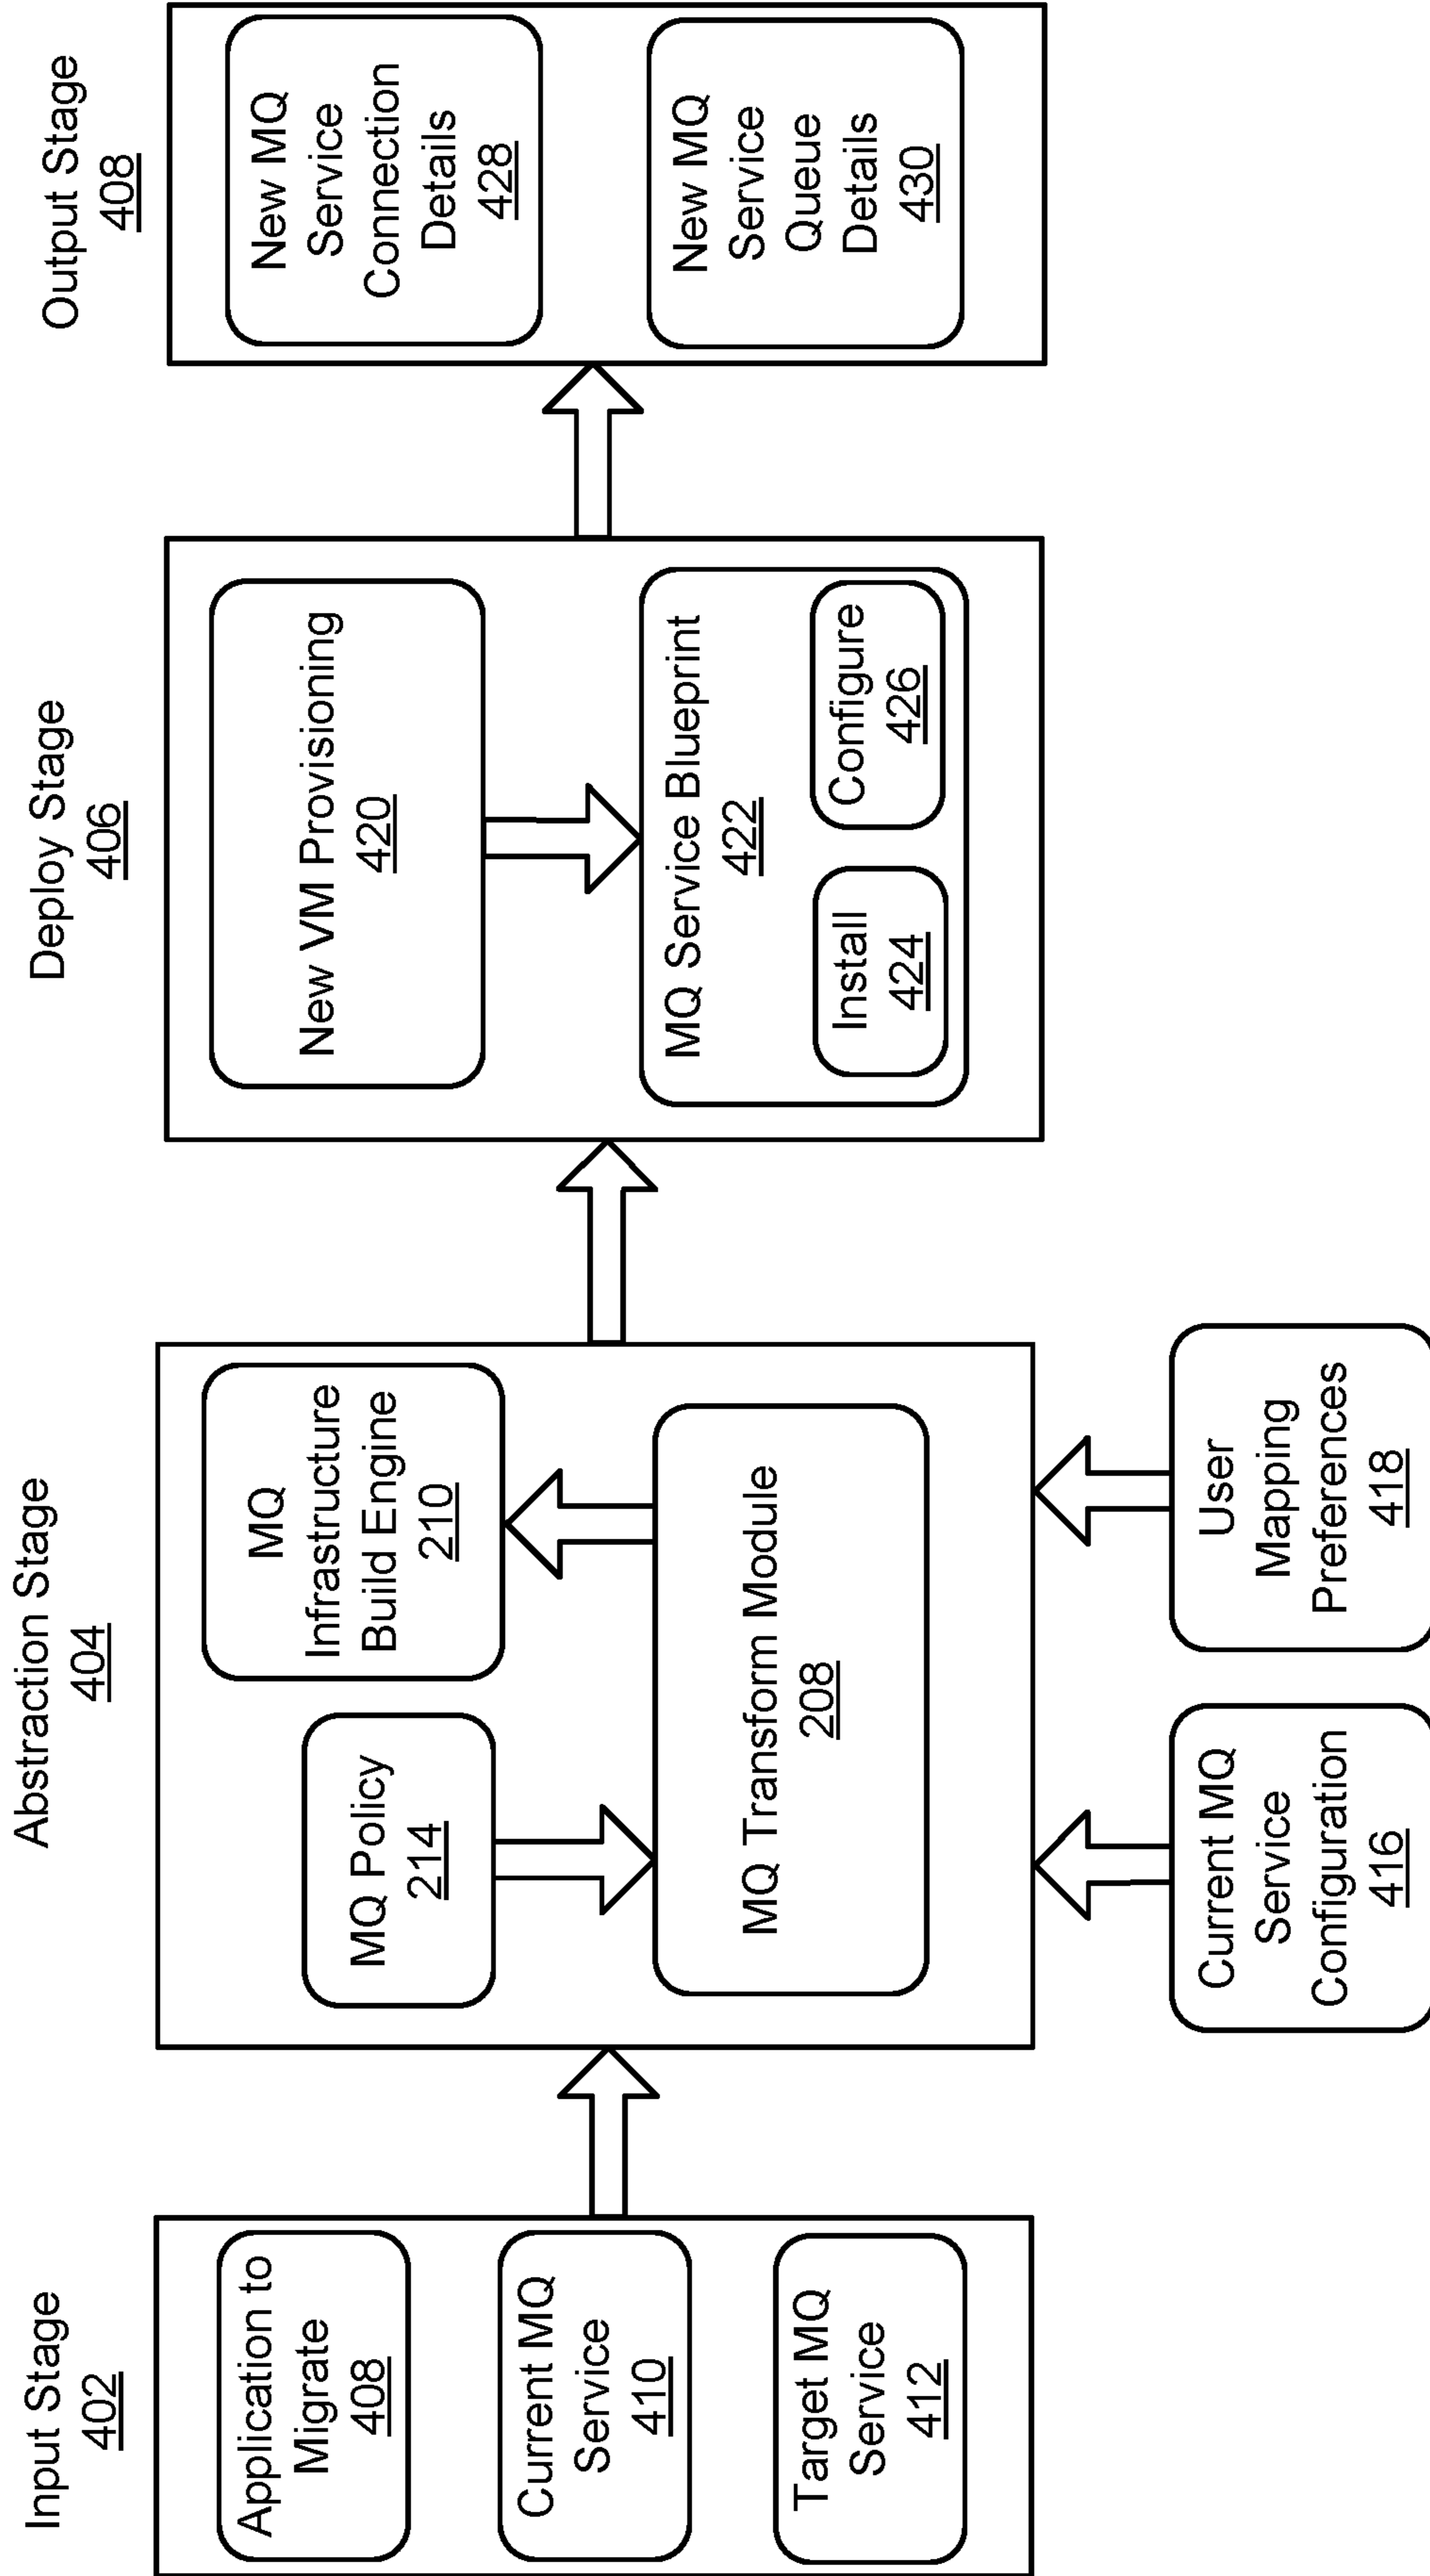 Input Stage
402
Application to
Migrate
408
Current MQ
Service
410
Target MQ
Service
412
Abstraction Stage
404
MQ Policy
214
MQ
Infrastructure
Build Engine
210
MQ Transform Module
208
Current MQ
Service
Configuration
416
User
Mapping
Preferences
418
Deploy Stage
406
New VM Provisioning
420
MQ Service Blueprint
422
Install
424
Configure
426
Output Stage
408
New MQ
Service
Connection
Details
428
New MQ
Service
Queue
Details
430